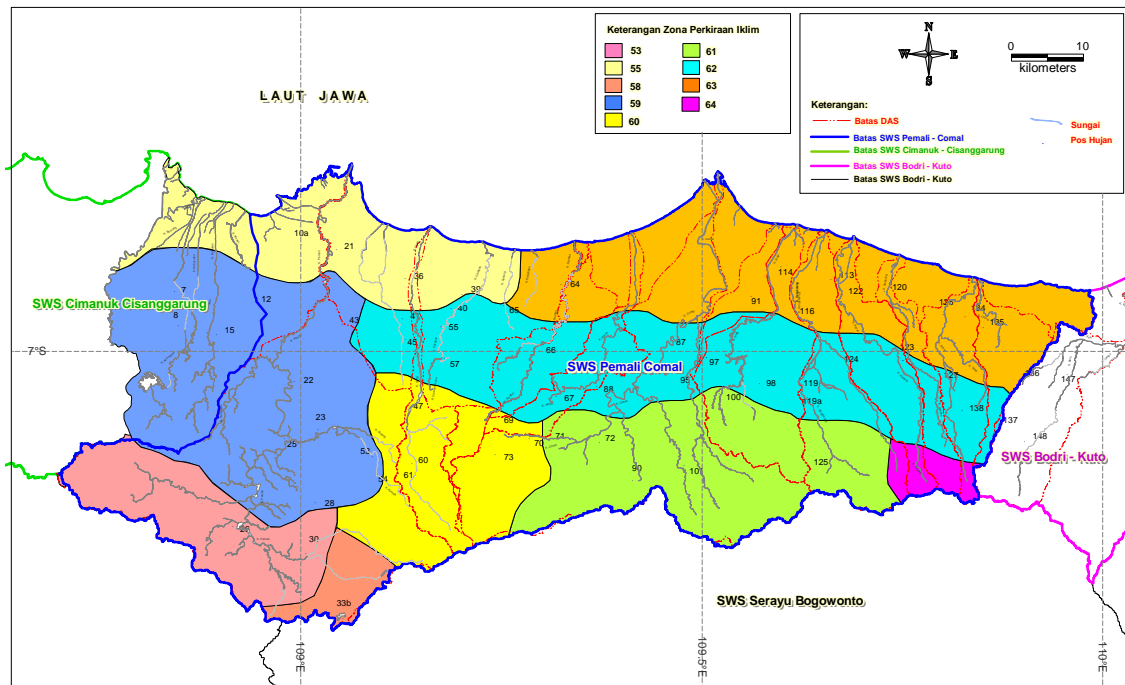 Keterangan Zona Perkiraan Iklim
53
55
58
59
60
61
62
63
64
N
W
E
S
0
10
kilometers
Keterangan:
Batas DAS
Batas SWS Pemali - Comal
Batas SWS Cimanuk - Cisanggarung
Batas SWS Bodri - Kuto
Batas SWS Bodri - Kuto
Sungai
Pos Hujan
LAUT JAWA
10a
21
36
39
64
114
113
122
120
91
116
7
8
12
15
43
45
40
55
57
66
87
97
95
98
124
123
119
119a
138
137
147
148
SWS Cimanuk Cisanggarung
7°S
SWS Pemali Comal
22
23
25
28
47
60
61
69
70
71
73
72
67
88
90
100
125
SWS Bodri - Kuto
30
33b
SWS Serayu Bogowonto
109°E
109.5°E
110°E